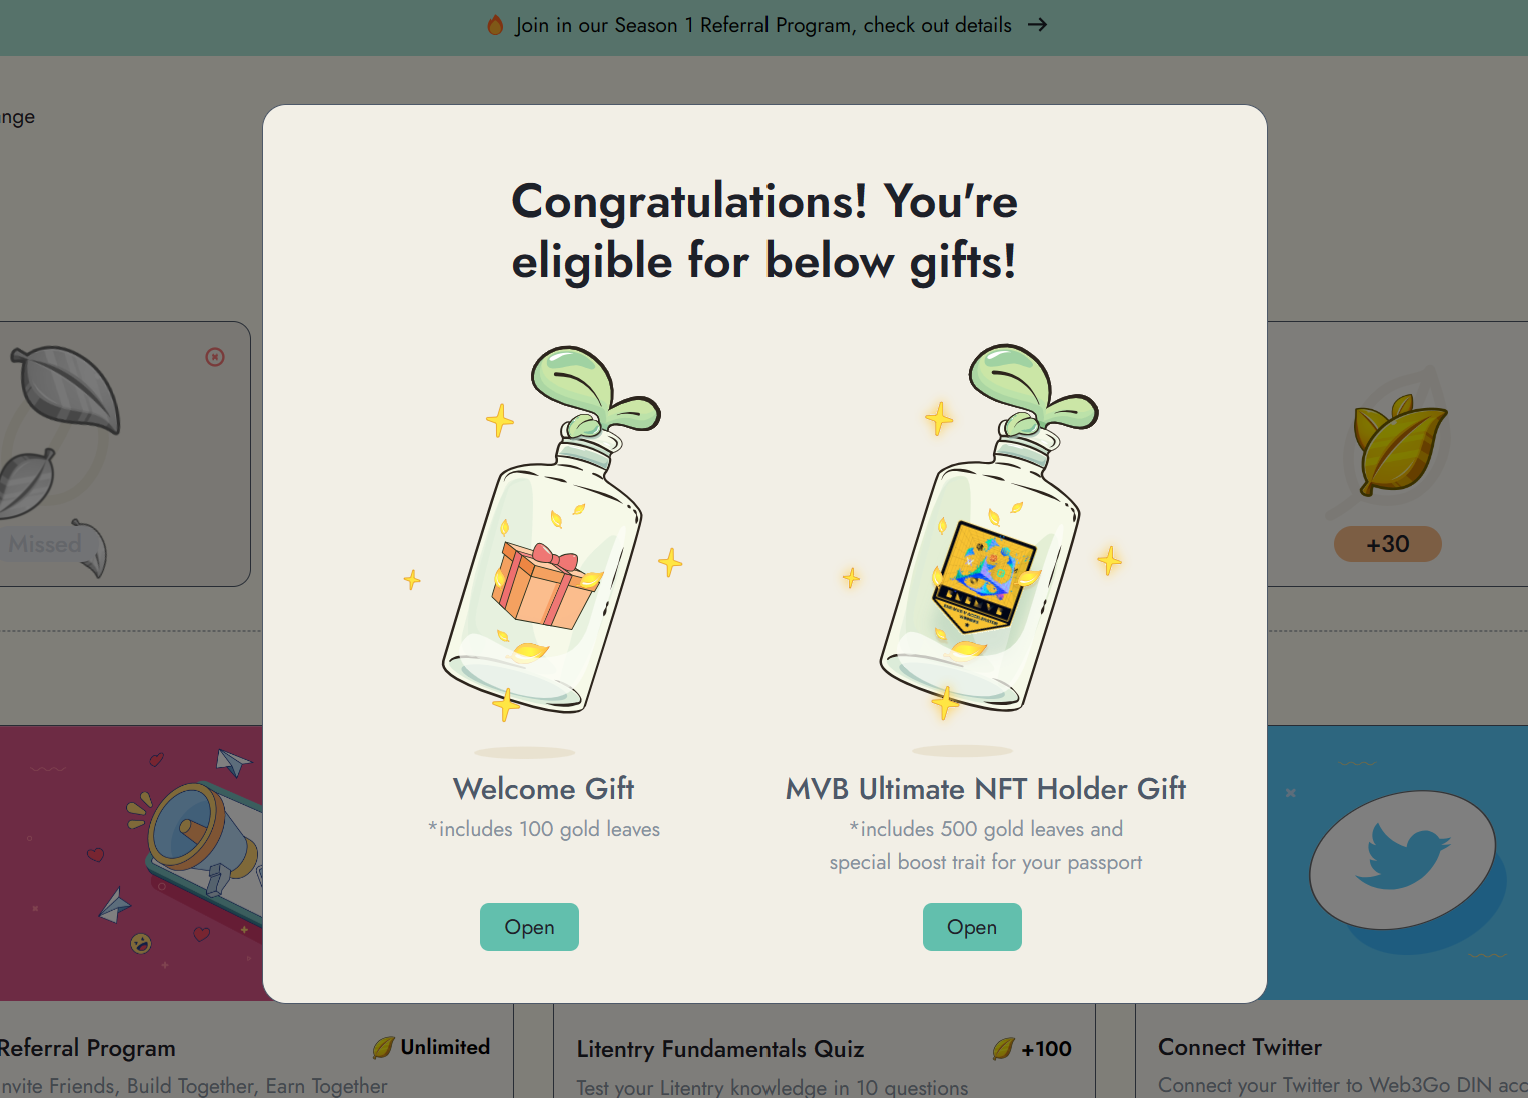 Join in our Season 1 Referral Program, check out details
Congratulations! You're
eligible for below gifts!
Missed
+30
Welcome Gift
*includes 100 gold leaves
Open
MVB Ultimate NFT Holder Gift
*includes 500 gold leaves and
special boost trait for your passport
Open
Referral Program
Unlimited
nvite Friends, Build Together, Earn Together
Litentry Fundamentals Quiz
+100
Test your Litentry knowledge in 10 questions
Connect Twitter
Connect your Twitter to Web3Go DIN acc